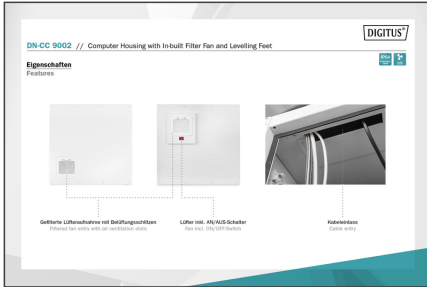 DIGITUS®
DN-CC 9002 // Computer Housing with In-built Filter Fan and Levelling Feet
Eigenschaften
Features
IP54
Gefilterte Lüfteraufnahme mit Belüftungsschlitzen
Filtered fan entry with air ventilation slots
Lüfter inkl. AN/AUS-Schalter
Fan incl. ON/OFF-Switch
Kabeleinlass
Cable entry